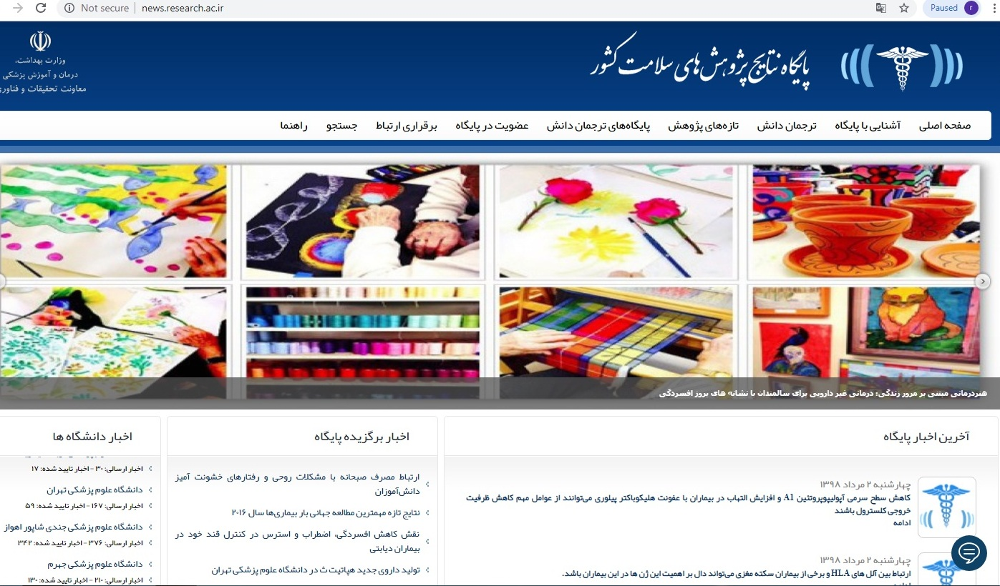 Not secure | news.research.ac.ir
Paused
r
پایگاه نتایج پژوهش‌های سلامت کشور
وزارت بهداشت،
درمان و آموزش پزشکی
معاونت تحقیقات و فناوری
صفحه اصلی
آشنایی با پایگاه
ترجمان دانش
تازه‌های پژوهش
پایگاه‌های ترجمان دانش
عضویت در پایگاه
برقراری ارتباط
جستجو
راهنما
هنردرمانی مبتنی بر مرور زندگی: درمانی غیر دارویی برای سالمندان با نشانه های بروز افسردگی
آخرین اخبار پایگاه
چهارشنبه ۲ مرداد ۱۳۹۸
کاهش سطح سرمی آپولیپوپروتئین A1 و افزایش التهاب در بیماران با عفونت هلیکوباکتر پیلوری می‌توانند از عوامل مهم کاهش ظرفیت
خروجی کلسترول باشند
ادامه
چهارشنبه ۲ مرداد ۱۳۹۸
ارتباط بین آلل های HLA و برخی از بیماران سکته مغزی می‌تواند دال بر اهمیت این ژن ها در این بیماران باشد.
اخبار برگزیده پایگاه
ارتباط مصرف صبحانه با مشکلات روحی و رفتارهای خشونت آمیز
دانش‌آموزان
نتایج تازه مهمترین مطالعه جهانی بار بیماری‌ها سال ۲۰۱۶
نقش کاهش افسردگی، اضطراب و استرس در کنترل قند خود در
بیماران دیابتی
تولید داروی جدید هپاتیت ث در دانشگاه علوم پزشکی تهران
اخبار دانشگاه ها
اخبار ارسالی: ۳۰ - اخبار تایید شده: ۱۷
دانشگاه علوم پزشکی تهران
اخبار ارسالی: ۱۶۷ - اخبار تایید شده: ۵۹
دانشگاه علوم پزشکی جندی شاپور اهواز
اخبار ارسالی: ۳۷۶ - اخبار تایید شده: ۳۴۲
دانشگاه علوم پزشکی جهرم
اخبار ارسالی: ۲۱۰ - اخبار تایید شده: ۱۳۰